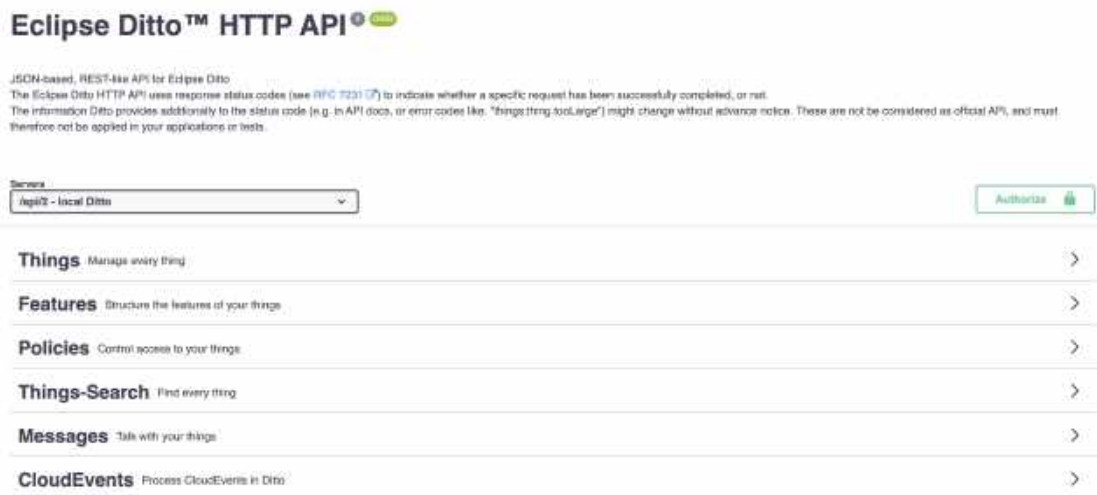 Eclipse Ditto™ HTTP API
JSON-based, REST-like API for Eclipse Ditto
The Eclipse Ditto HTTP API uses response status codes (see RFC 7231) to indicate whether a specific request has been successfully completed, or not.
The information Ditto provides additionally to the status code (e.g. in API docs, or error codes like. "things:thing.tooLarge") might change without advance notice. These are not be considered as official API, and must
therefore not be applied in your applications or tests.
Servers
/api/2 - local Ditto
Authorize
Things Manage every thing
Features Structure the features of your things
Policies Control access to your things
Things-Search Find every thing
Messages Talk with your things
CloudEvents Process CloudEvents in Ditto